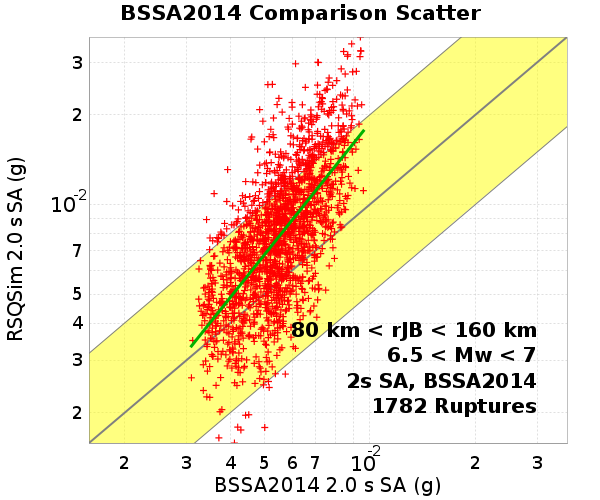 BSSA2014 Comparison Scatter
RSQSim 2.0 s SA (g)
3
2
10-2
7
5
4
3
2
80 km < rJB < 160 km
6.5 < Mw < 7
2s SA, BSSA2014
1782 Ruptures
2 3 4 5 6 7 10-2 2 3
BSSA2014 2.0 s SA (g)